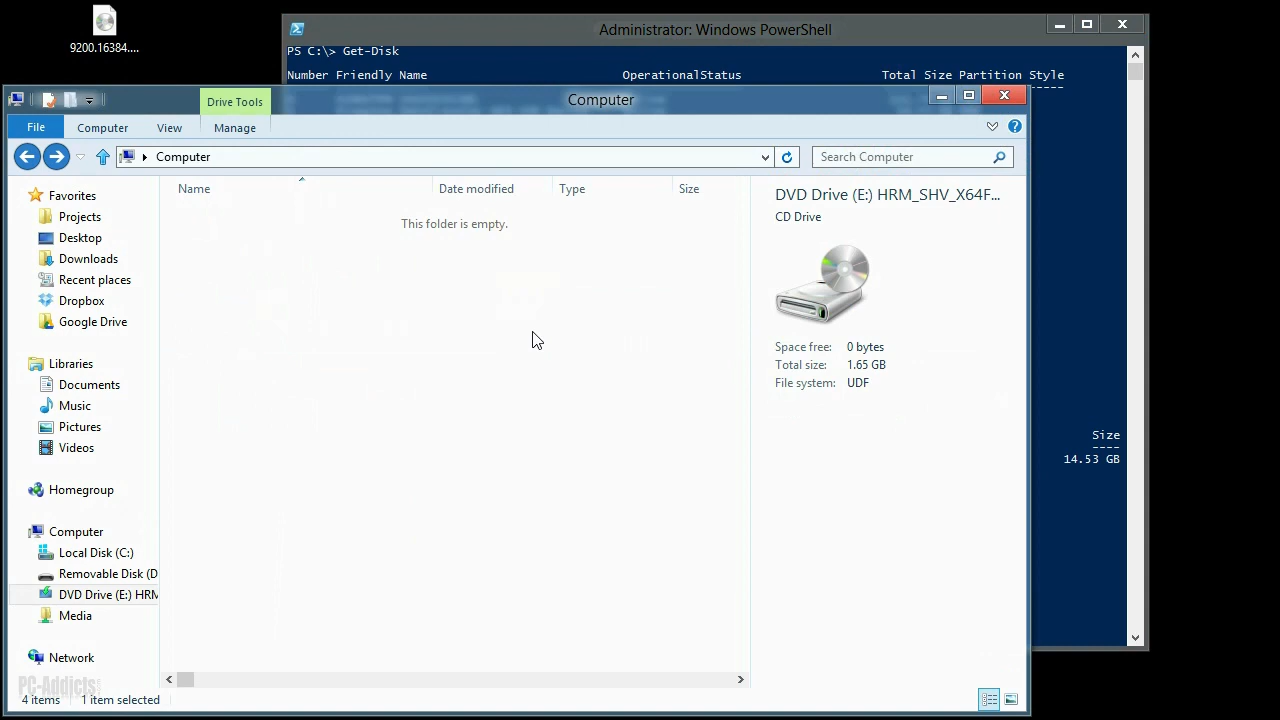 9200.16384....
Administrator: Windows PowerShell
PS C:\> Get-Disk
Number Friendly Name OperationalStatus Total Size Partition Style
Computer
Drive Tools
File
Computer
View
Manage
Computer
Search Computer
Name
Date modified
Type
Size
This folder is empty.
Favorites
Projects
Desktop
Downloads
Recent places
Dropbox
Google Drive
Libraries
Documents
Music
Pictures
Videos
Homegroup
Computer
Local Disk (C:)
Removable Disk (D
DVD Drive (E:) HRM
Media
Network
DVD Drive (E:) HRM_SHV_X64F...
CD Drive
Space free: 0 bytes
Total size: 1.65 GB
File system: UDF
Size
----
14.53 GB
PC-Addicts
4 items 1 item selected